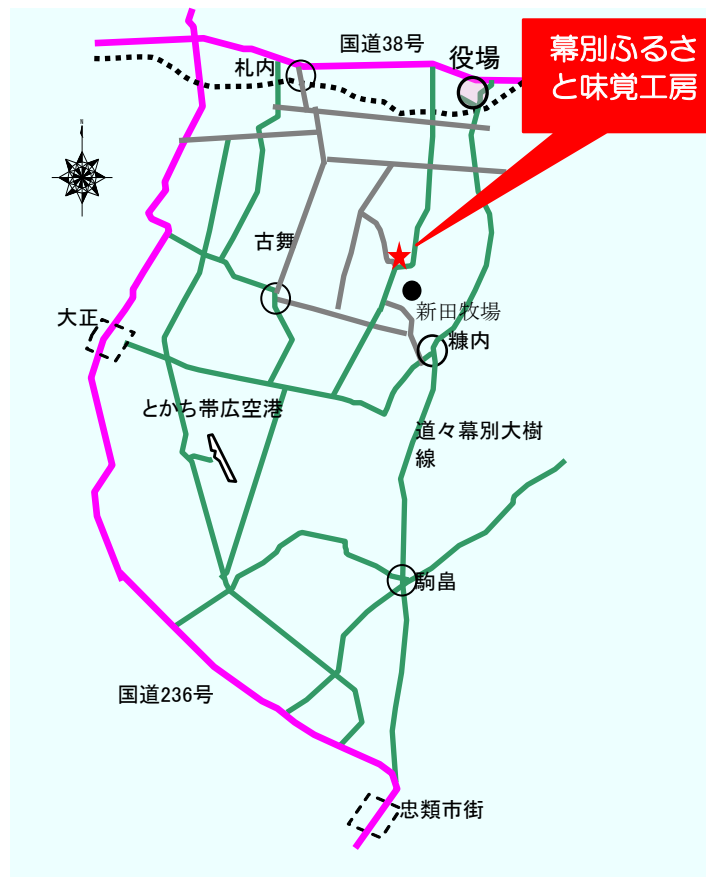 国道38号
役場
幕別ふるさ
と味覚工房
札内
N
古舞
新田牧場
大正
糠内
とかち帯広空港
道々幕別大樹
線
駒畠
国道236号
忠類市街